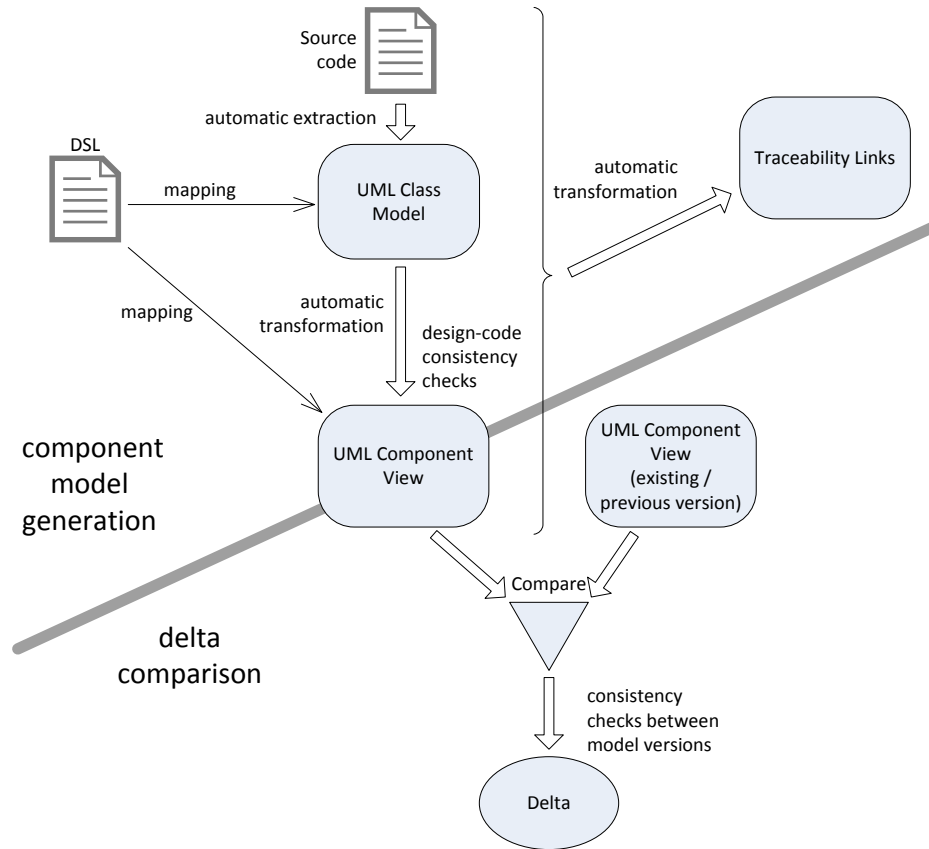 Source
code
automatic extraction
DSL
mapping
UML Class
Model
automatic
transformation
Traceability Links
mapping
automatic
transformation
design-code
consistency
checks
component
model
generation
UML Component
View
UML Component
View
(existing /
previous version)
Compare
delta
comparison
consistency
checks between
model versions
Delta